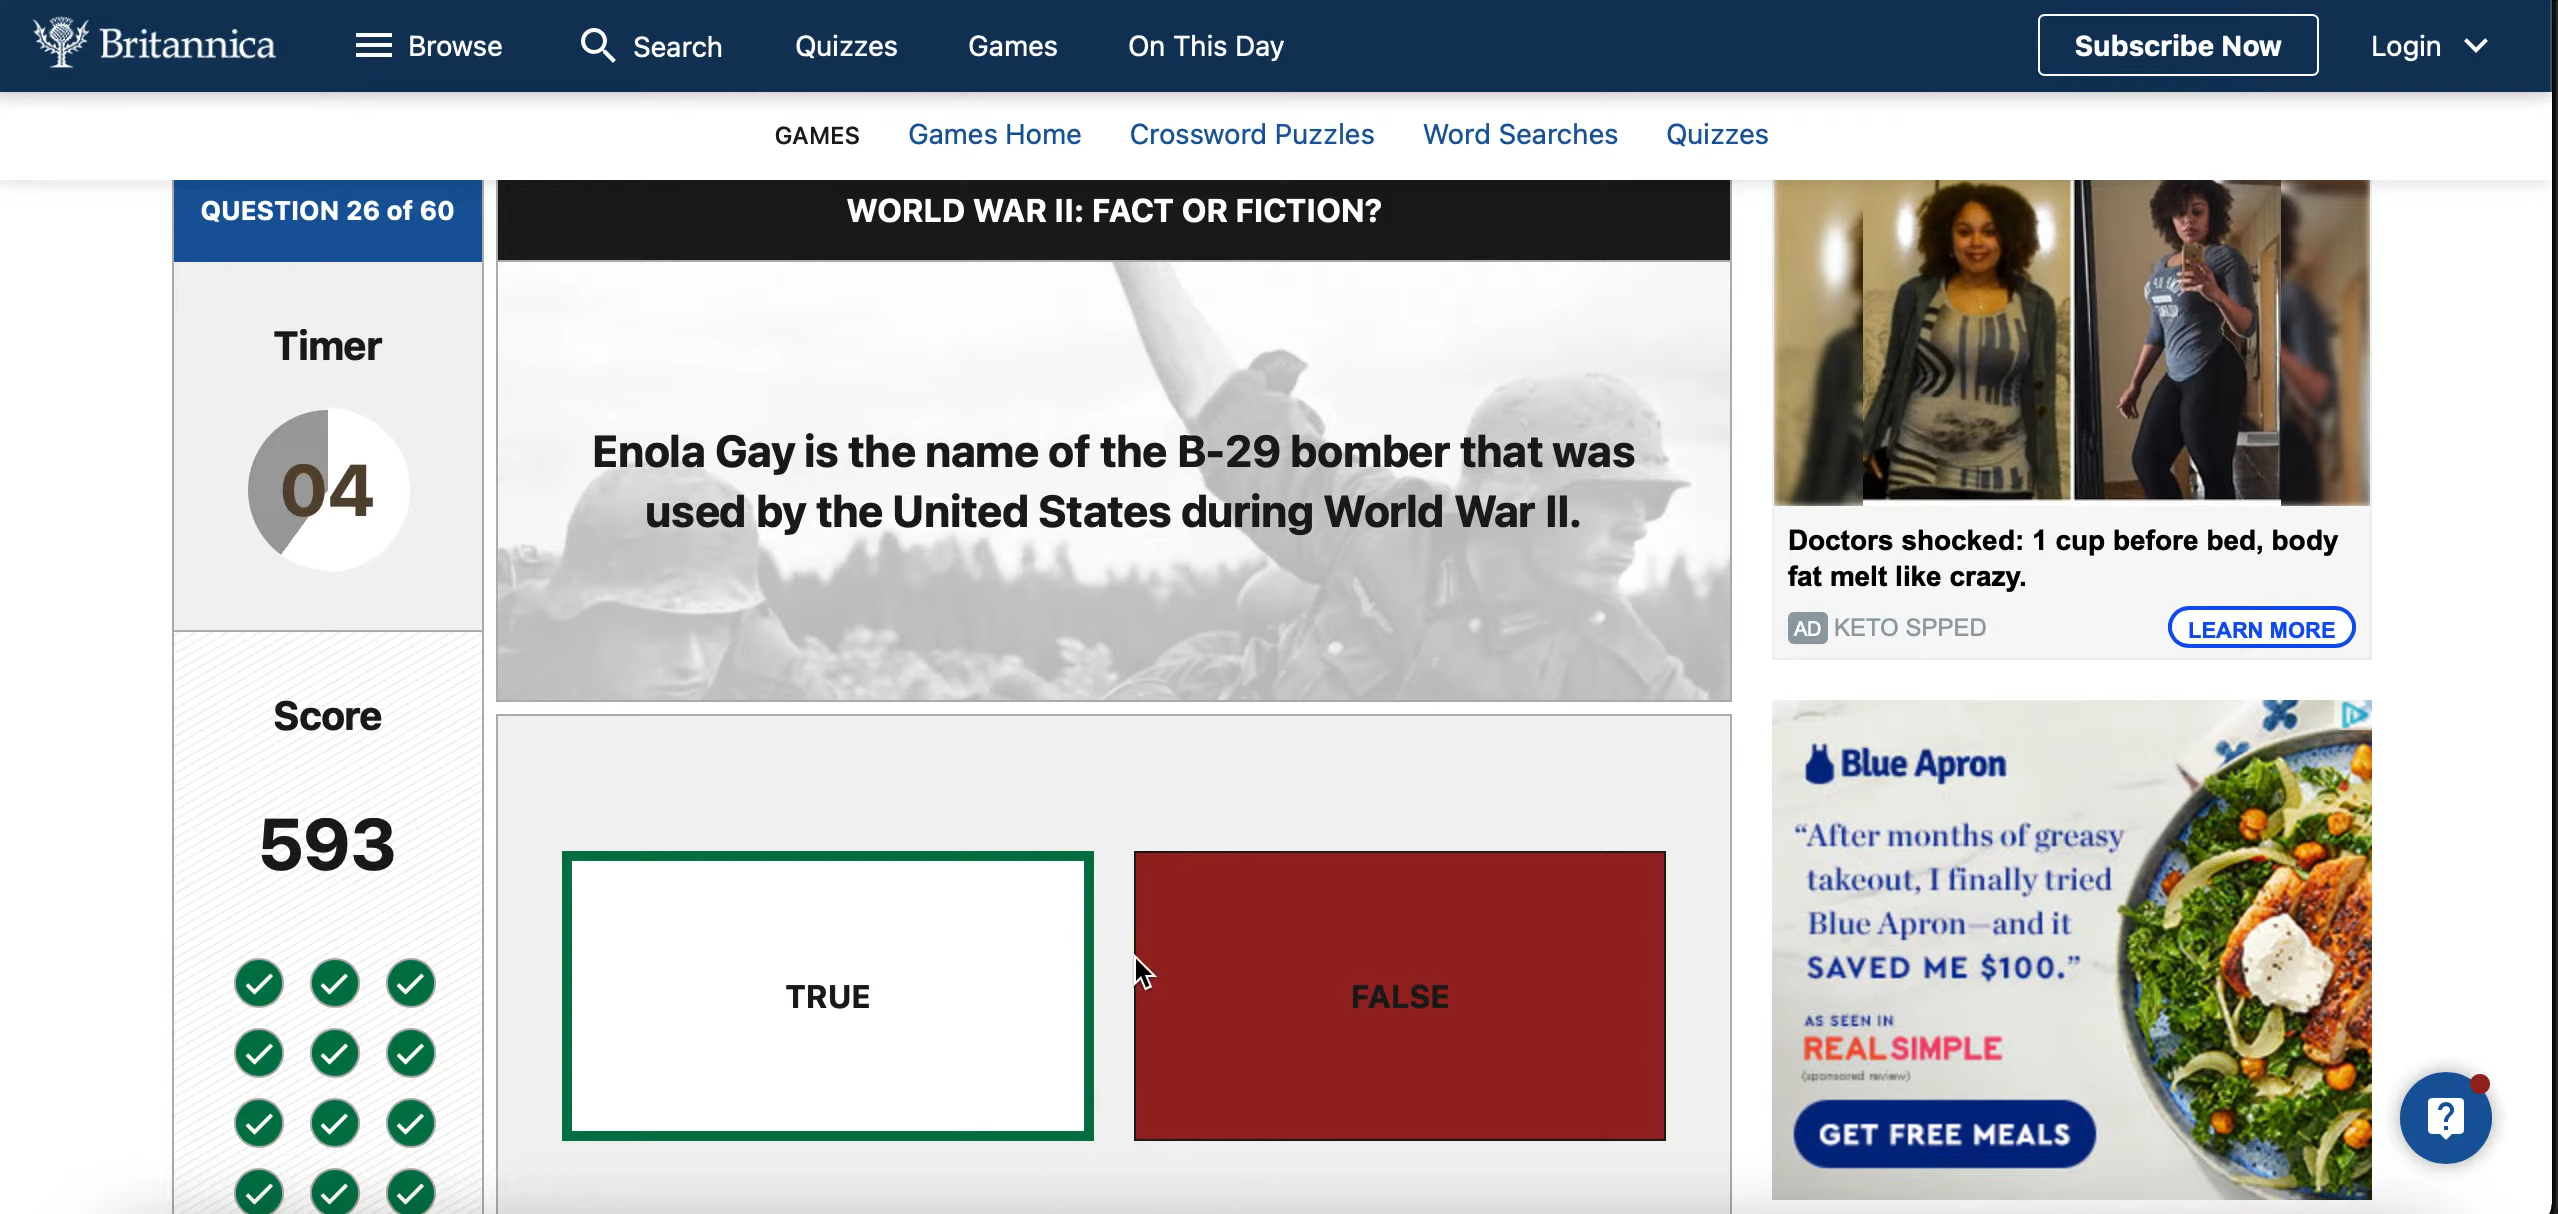 Britannica
Browse
Search
Quizzes
Games
On This Day
Subscribe Now
Login
GAMES
Games Home
Crossword Puzzles
Word Searches
Quizzes
QUESTION 26 of 60
Timer
04
Score
593
WORLD WAR II: FACT OR FICTION?
Enola Gay is the name of the B-29 bomber that was
used by the United States during World War II.
TRUE
FALSE
Doctors shocked: 1 cup before bed, body
fat melt like crazy.
AD KETO SPPED
LEARN MORE
Blue Apron
“After months of greasy
takeout, I finally tried
Blue Apron—and it
SAVED ME $100.”
AS SEEN IN
REAL SIMPLE
(sponsored review)
GET FREE MEALS
?